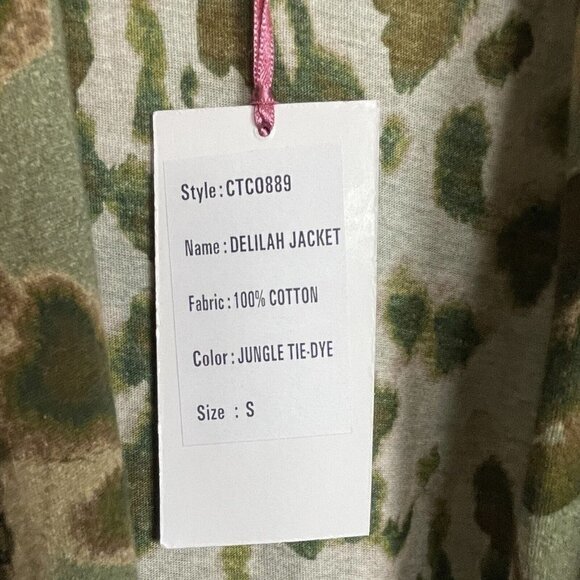 Style : CTC0889
Name : DELILAH JACKET
Fabric : 100% COTTON
Color : JUNGLE TIE-DYE
Size : S